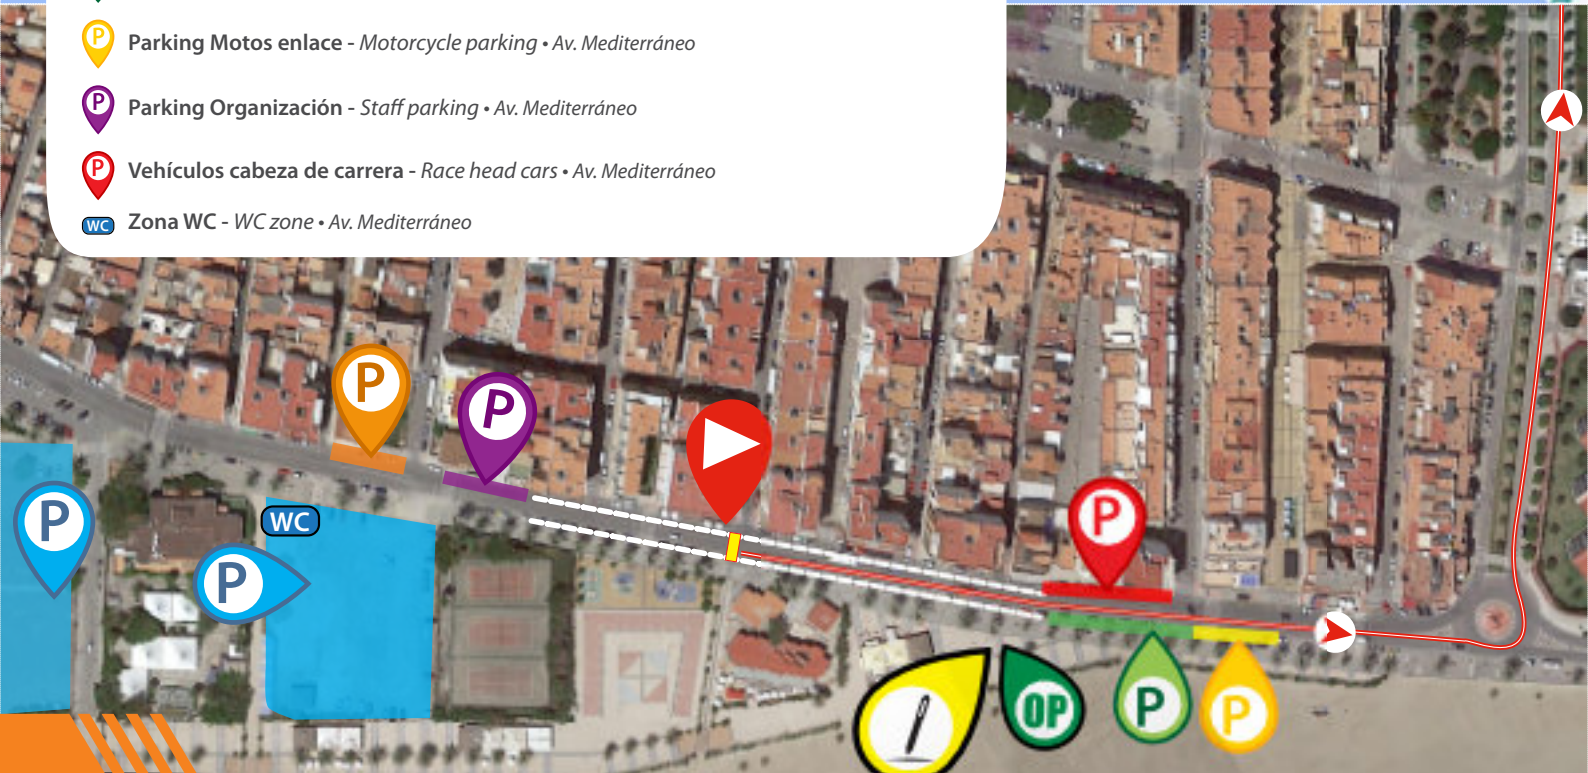 P Parking Motos enlace - Motorcycle parking • Av. Mediterráneo
P Parking Organización - Staff parking • Av. Mediterráneo
P Vehículos cabeza de carrera - Race head cars • Av. Mediterráneo
WC Zona WC - WC zone • Av. Mediterráneo
P
P
P
P
WC
P
OP
P
P